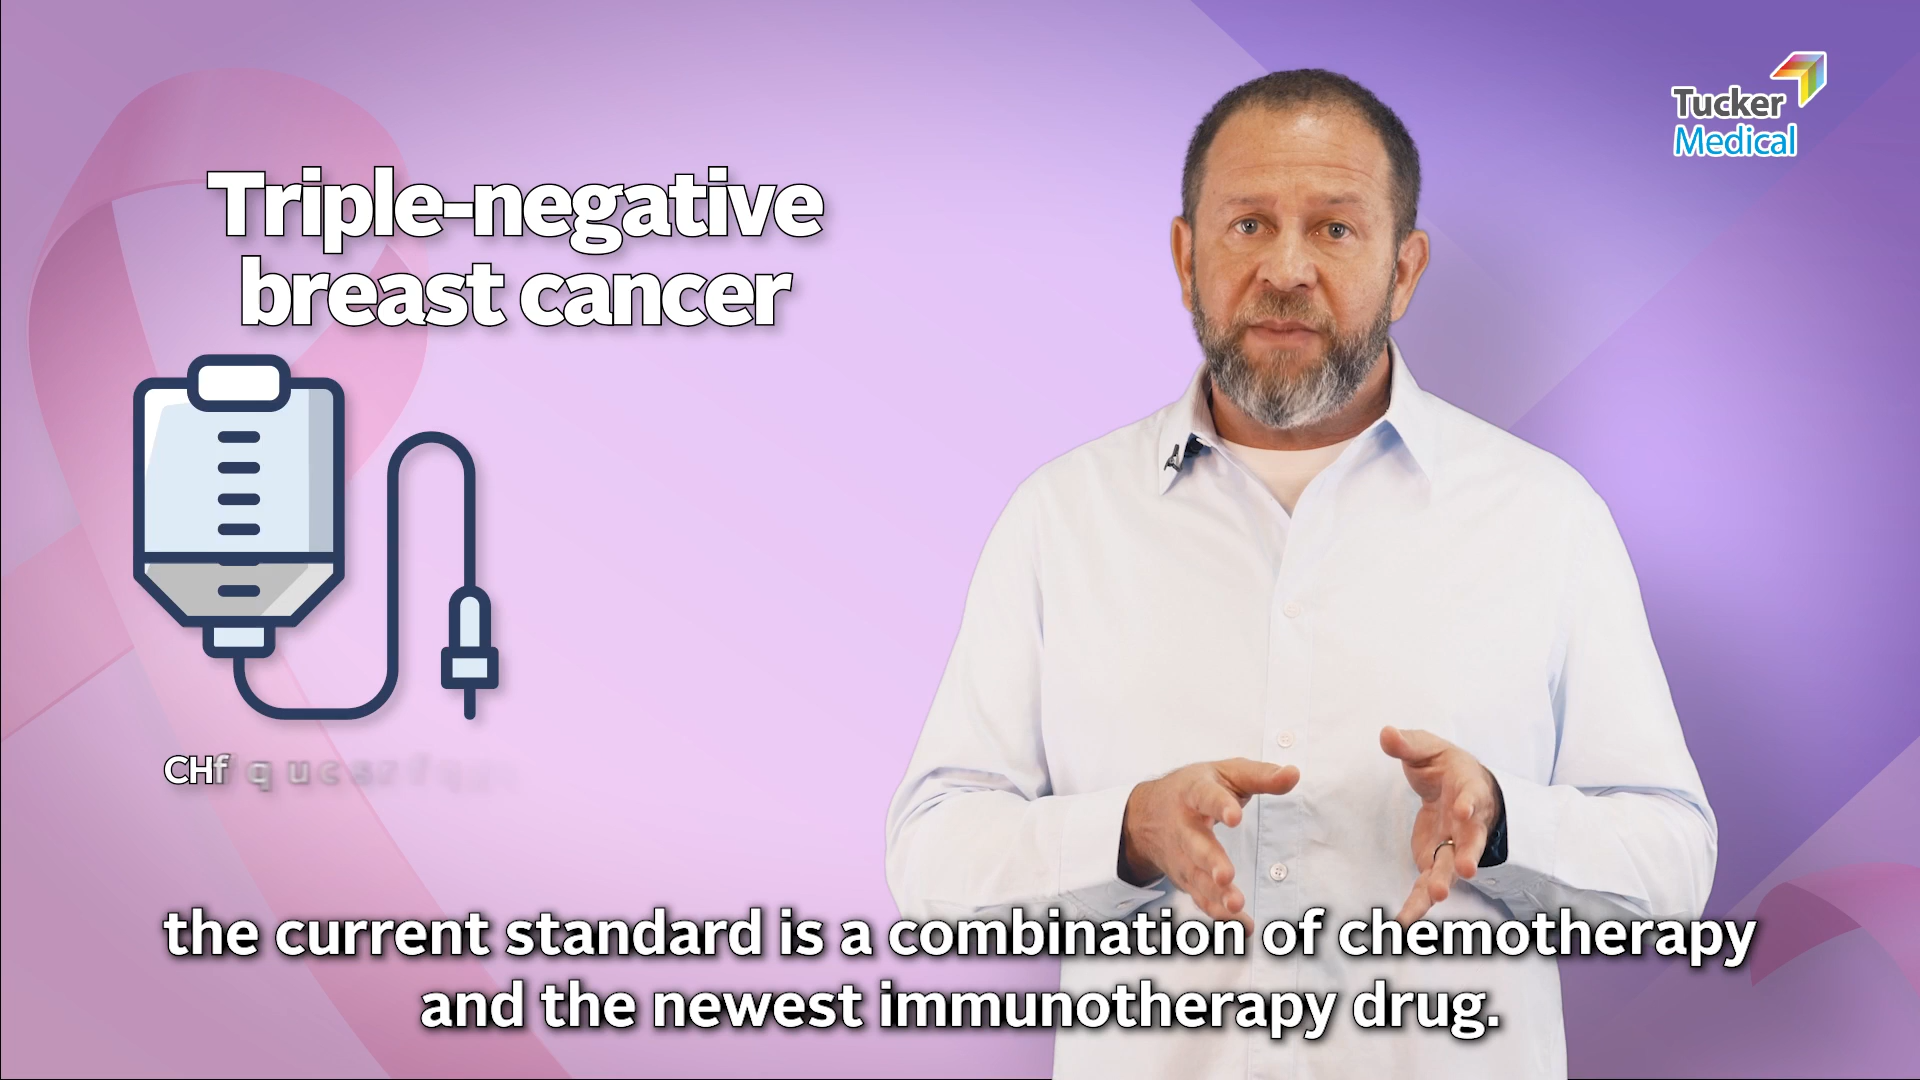 Tucker
Medical
Triple-negative
breast cancer
the current standard is a combination of chemotherapy
and the newest immunotherapy drug.